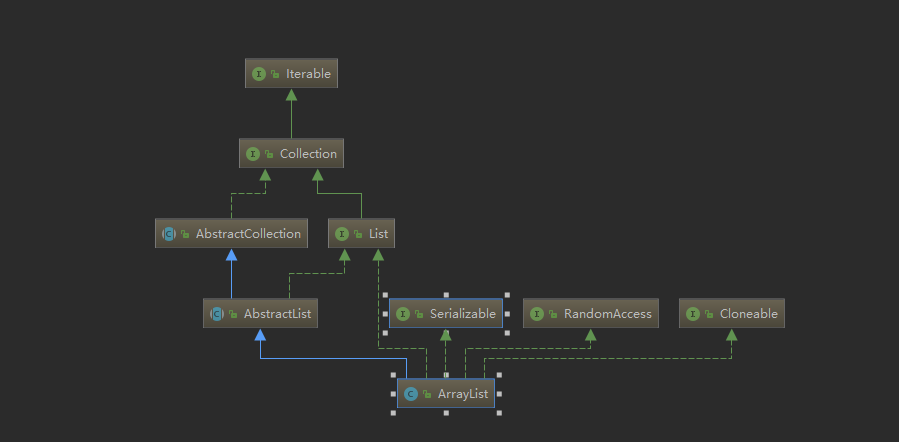 I Iterable
I Collection
C AbstractCollection
I List
C AbstractList
I Serializable
I RandomAccess
I Cloneable
C ArrayList